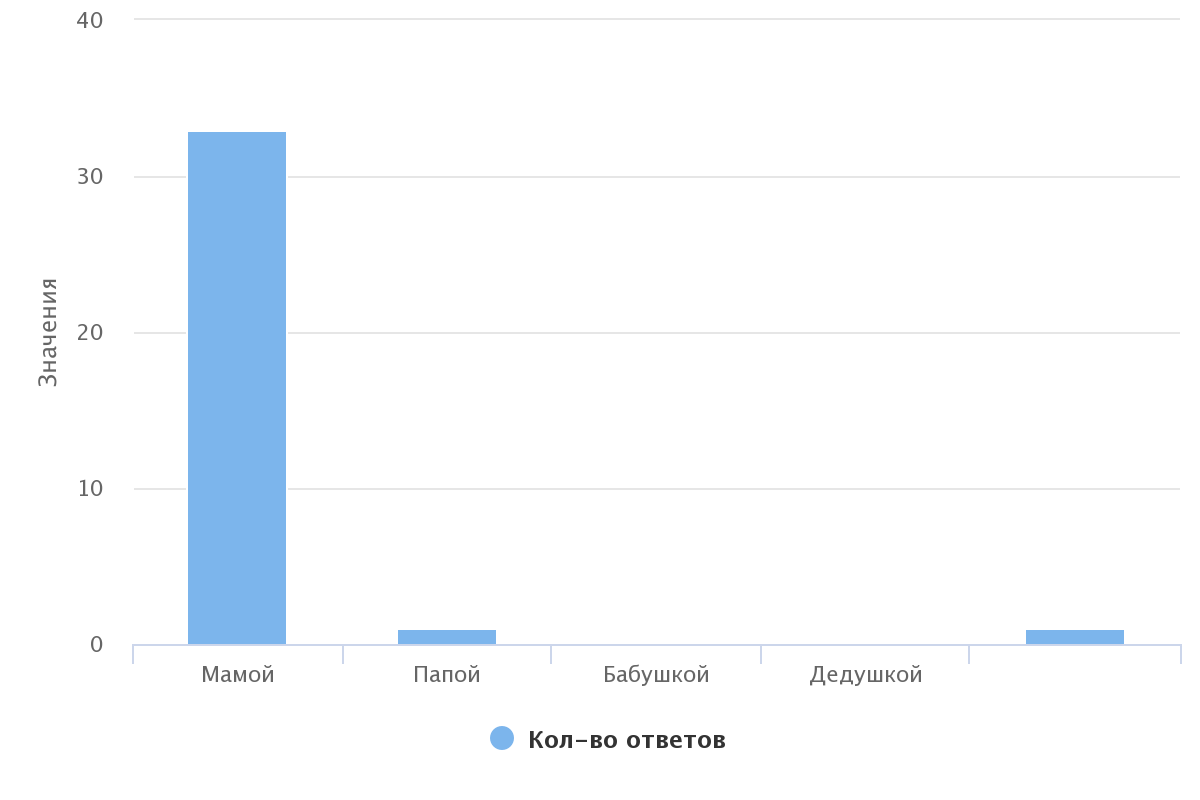 40
30
20
10
0
Значения
Мамой
Папой
Бабушкой
Дедушкой
Кол-во ответов